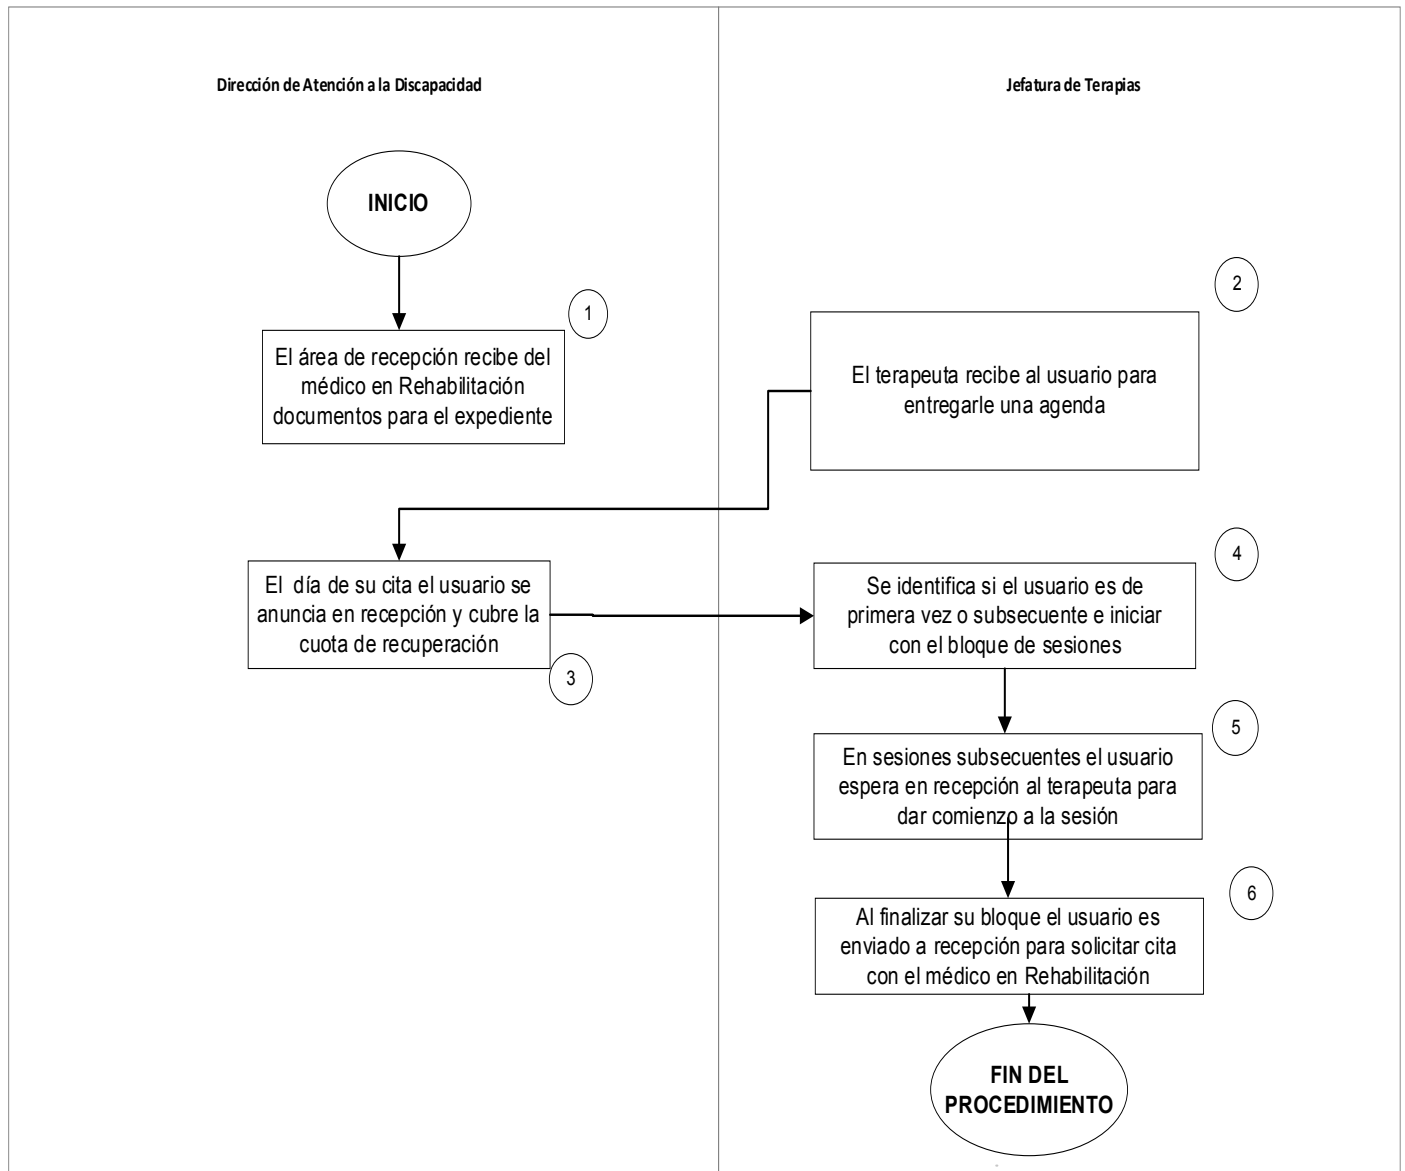 Dirección de Atención a la Discapacidad
Jefatura de Terapias
INICIO
1
El área de recepción recibe del
médico en Rehabilitación
documentos para el expediente
2
El terapeuta recibe al usuario para
entregarle una agenda
El día de su cita el usuario se
anuncia en recepción y cubre la
cuota de recuperación
3
4
Se identifica si el usuario es de
primera vez o subsecuente e iniciar
con el bloque de sesiones
5
En sesiones subsecuentes el usuario
espera en recepción al terapeuta para
dar comienzo a la sesión
6
Al finalizar su bloque el usuario es
enviado a recepción para solicitar cita
con el médico en Rehabilitación
FIN DEL
PROCEDIMIENTO